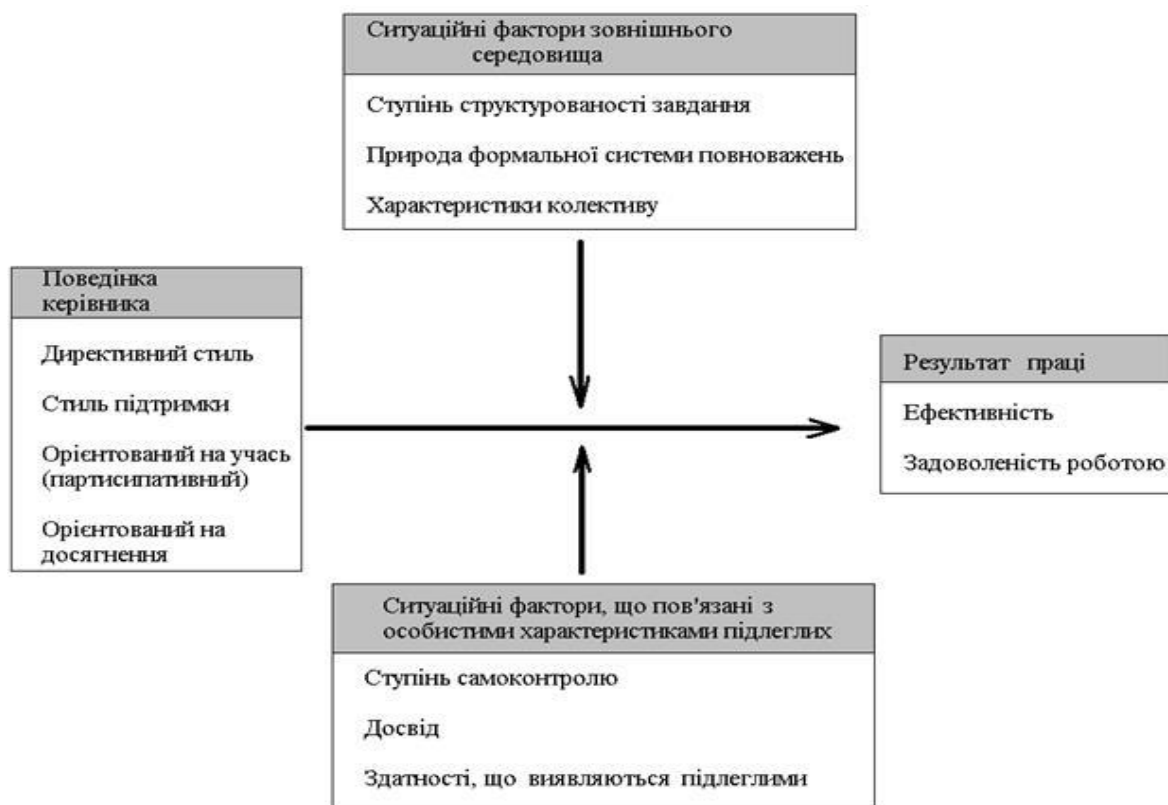 Ситуаційні фактори зовнішнього
середовища
Ступінь структурованості завдання
Природа формальної системи повноважень
Характеристики колективу
Поведінка
керівника
Директивний стиль
Стиль підтримки
Орієнтований на учась
(партисипативний)
Орієнтований на
досягнення
Результат праці
Ефективність
Задоволеність роботою
Ситуаційні фактори, що пов'язані з
особистими характеристиками підлеглих
Ступінь самоконтролю
Досвід
Здатності, що виявляються підлеглими